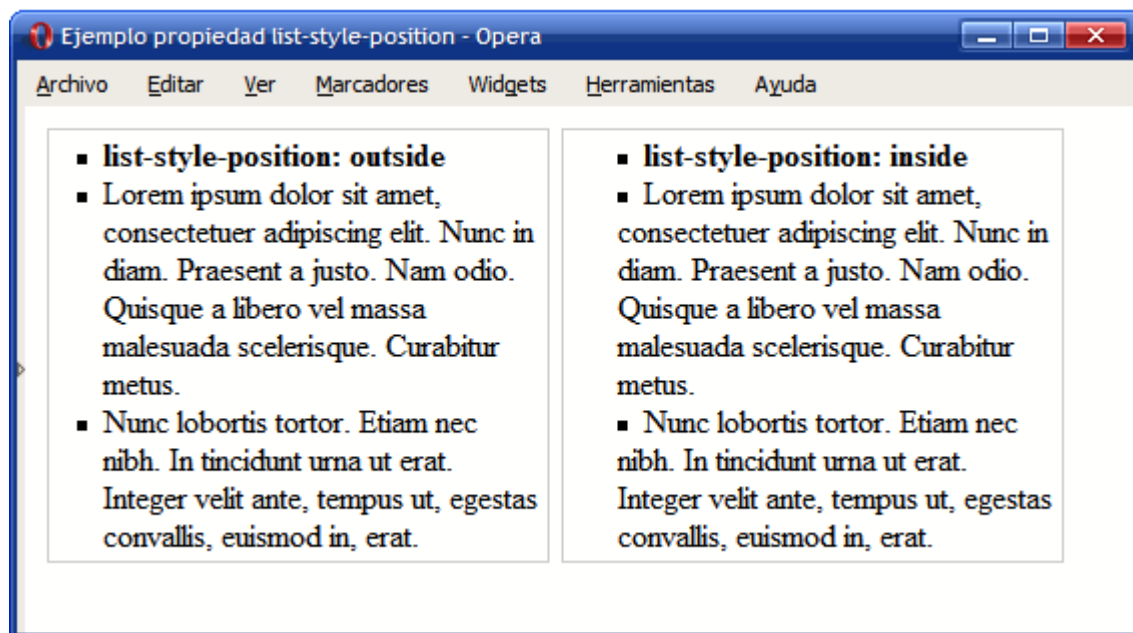 Ejemplo propiedad list-style-position - Opera
Archivo Editar Ver Marcadores Widgets Herramientas Ayuda
list-style-position: outside
Lorem ipsum dolor sit amet,
consectetuer adipiscing elit. Nunc in
diam. Praesent a justo. Nam odio.
Quisque a libero vel massa
malesuada scelerisque. Curabitur
metus.
Nunc lobortis tortor. Etiam nec
nibh. In tincidunt urna ut erat.
Integer velit ante, tempus ut, egestas
convallis, euismod in, erat.
list-style-position: inside
Lorem ipsum dolor sit amet,
consectetuer adipiscing elit. Nunc in
diam. Praesent a justo. Nam odio.
Quisque a libero vel massa
malesuada scelerisque. Curabitur
metus.
Nunc lobortis tortor. Etiam nec
nibh. In tincidunt urna ut erat.
Integer velit ante, tempus ut, egestas
convallis, euismod in, erat.